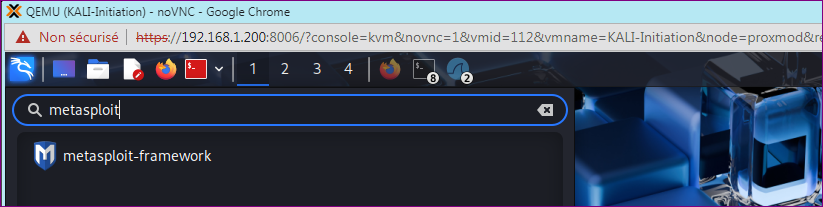 QEMU (KALI-Initiation) - noVNC - Google Chrome
Non sécurisé https://192.168.1.200:8006/?console=kvm&novnc=1&vmid=112&vmname=KALI-Initiation&node=proxmod&re
1 2 3 4 8 2
metasploit
metasploit-framework